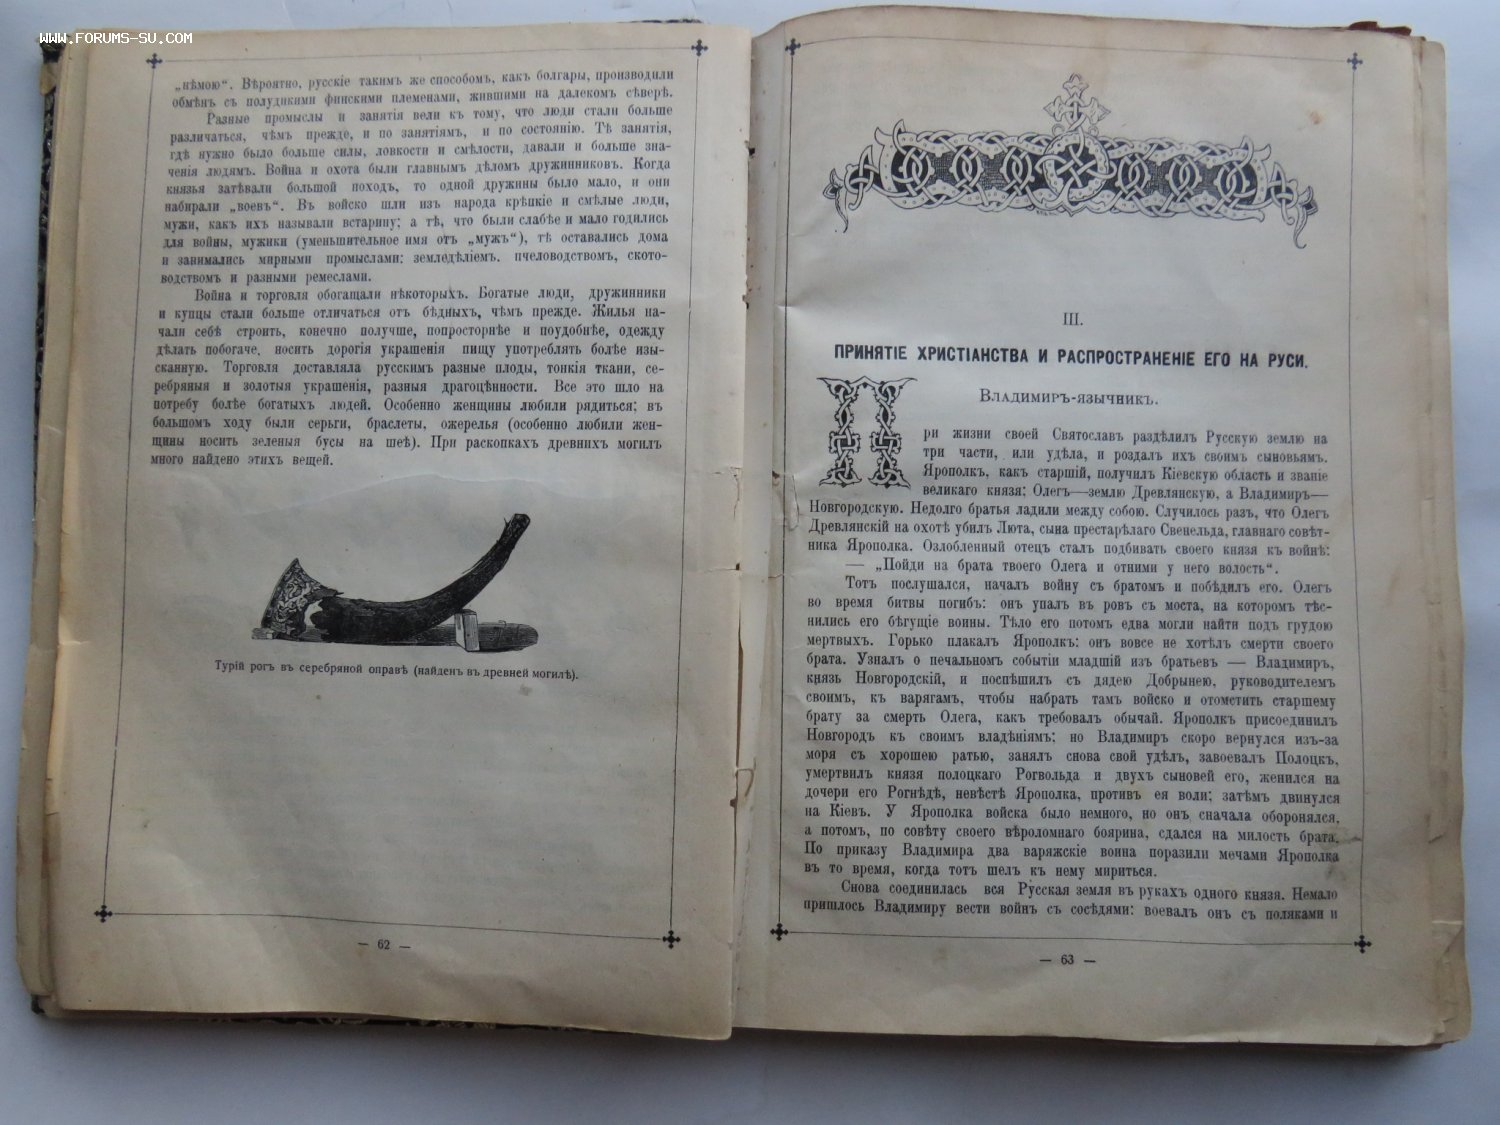 WWW.FORUMS-SU.COM
„нѣмою“. Вѣроятно, русскіе такимъ же способомъ, какъ болгары, производили
обмѣнъ съ полудикими финскими племенами, жившими на далекомъ сѣверѣ.
Разные промыслы и занятія вели къ тому, что люди стали больше
различаться, чѣмъ прежде, и по занятіямъ, и по состоянію. Тѣ занятія,
гдѣ нужно было больше силы, ловкости и смѣлости, давали и больше зна-
ченія людямъ. Война и охота были главнымъ дѣломъ дружинниковъ. Когда
князья затѣвали большой походъ, то одной дружины было мало, и они
набирали „воевъ“. Въ войско шли изъ народа крѣпкіе и смѣлые люди,
мужи, какъ ихъ называли встарину; а тѣ, что были слабѣе и мало годились
для войны, мужики (уменьшительное имя отъ „мужъ“), тѣ оставались дома
и занимались мирными промыслами: земледѣліемъ, пчеловодствомъ, ското-
водствомъ и разными ремеслами.
Война и торговля обогащали нѣкоторыхъ. Богатые люди, дружинники
и купцы стали больше отличаться отъ бѣдныхъ, чѣмъ прежде. Жилья на-
чали себѣ строить, конечно получше, попросторнѣе и поудобнѣе, одежду
дѣлать побогаче, носить дорогія украшенія пищу употреблять болѣе изы-
сканную. Торговля доставляла русскимъ разные плоды, тонкія ткани, се-
ребряныя и золотыя украшенія, разныя драгоцѣнности. Все это шло на
потребу болѣе богатыхъ людей. Особенно женщины любили рядиться; въ
большомъ ходу были серьги, браслеты, ожерелья (особенно любили жен-
щины носить зеленыя бусы на шеѣ). При раскопкахъ древнихъ могилъ
много найдено этихъ вещей.
Турій рогъ въ серебряной оправѣ (найденъ въ древней могилѣ).
— 62 —
III.
ПРИНЯТІЕ ХРИСТІАНСТВА И РАСПРОСТРАНЕНІЕ ЕГО НА РУСИ.
Владимиръ-язычникъ.
При жизни своей Святославъ раздѣлилъ Русскую землю на
три части, или удѣла, и роздалъ ихъ своимъ сыновьямъ.
Ярополкъ, какъ старшій, получилъ Кіевскую область и званіе
великаго князя; Олегъ—землю Древлянскую, а Владимиръ—
Новгородскую. Недолго братья ладили между собою. Случилось разъ, что Олегъ
Древлянскій на охотѣ убилъ Люта, сына престарѣлаго Свенельда, главнаго совѣт-
ника Ярополка. Озлобленный отецъ сталъ подбивать своего князя къ войнѣ:
— „Пойди на брата твоего Олега и отними у него волость“.
Тотъ послушался, началъ войну съ братомъ и побѣдилъ его. Олегъ
во время битвы погибъ: онъ упалъ въ ровъ съ моста, на которомъ тѣс-
нились его бѣгущіе воины. Тѣло его потомъ едва могли найти подъ грудою
мертвыхъ. Горько плакалъ Ярополкъ: онъ вовсе не хотѣлъ смерти своего
брата. Узналъ о печальномъ событіи младшій изъ братьевъ — Владимиръ,
князь Новгородскій, и поспѣшилъ съ дядею Добрынею, руководителемъ
своимъ, къ варягамъ, чтобы набрать тамъ войско и отомстить старшему
брату за смерть Олега, какъ требовалъ обычай. Ярополкъ присоединилъ
Новгородъ къ своимъ владѣніямъ; но Владимиръ скоро вернулся изъ-за
моря съ хорошею ратью, занялъ снова свой удѣлъ, завоевалъ Полоцкъ,
умертвилъ князя полоцкаго Рогвольда и двухъ сыновей его, женился на
дочери его Рогнѣдѣ, невѣстѣ Ярополка, противъ ея воли; затѣмъ двинулся
на Кіевъ. У Ярополка войска было немного, но онъ сначала оборонялся,
а потомъ, по совѣту своего вѣроломнаго боярина, сдался на милость брата.
По приказу Владимира два варяжскіе воина поразили мечами Ярополка
въ то время, когда тотъ шелъ къ нему мириться.
Снова соединилась вся Русская земля въ рукахъ одного князя. Немало
пришлось Владимиру вести войнъ съ сосѣдями: воевалъ онъ съ поляками и
— 63 —